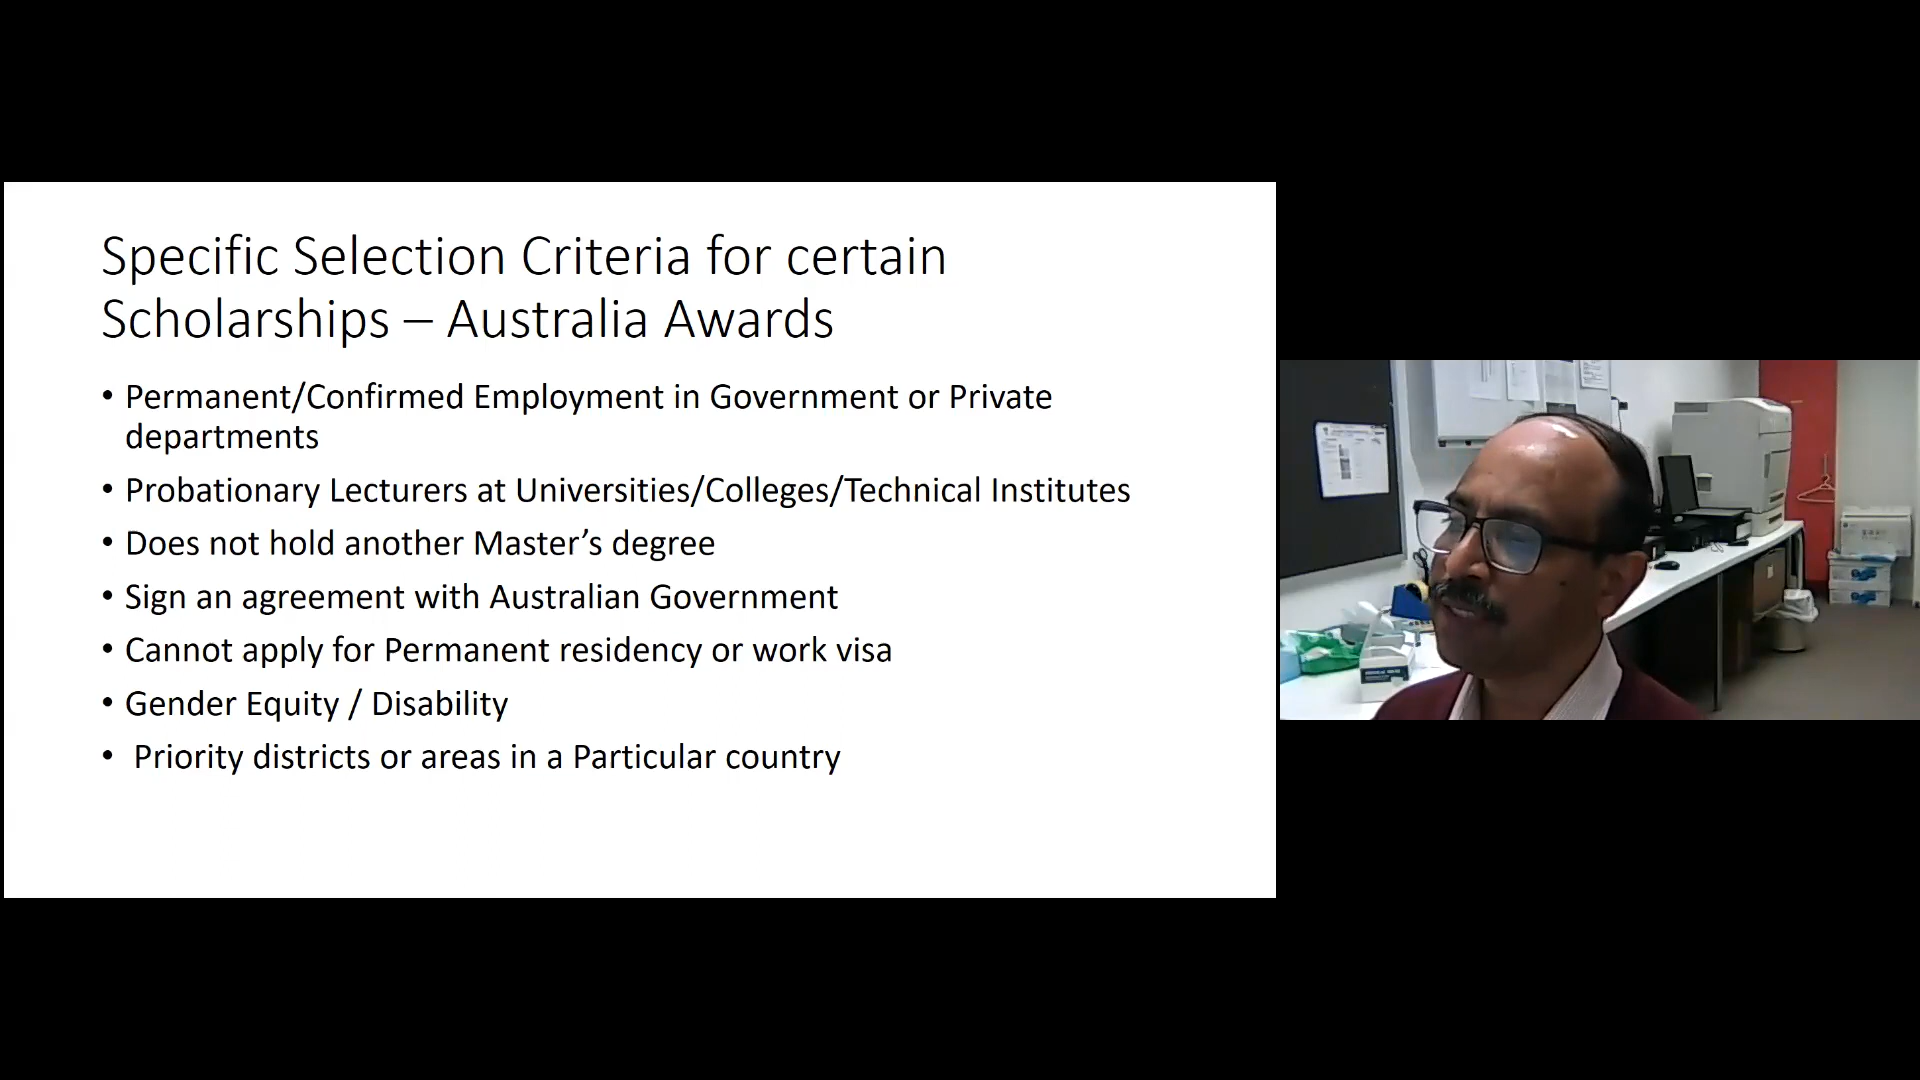 Specific Selection Criteria for certain
Scholarships – Australia Awards
• Permanent/Confirmed Employment in Government or Private
departments
• Probationary Lecturers at Universities/Colleges/Technical Institutes
• Does not hold another Master’s degree
• Sign an agreement with Australian Government
• Cannot apply for Permanent residency or work visa
• Gender Equity / Disability
• Priority districts or areas in a Particular country